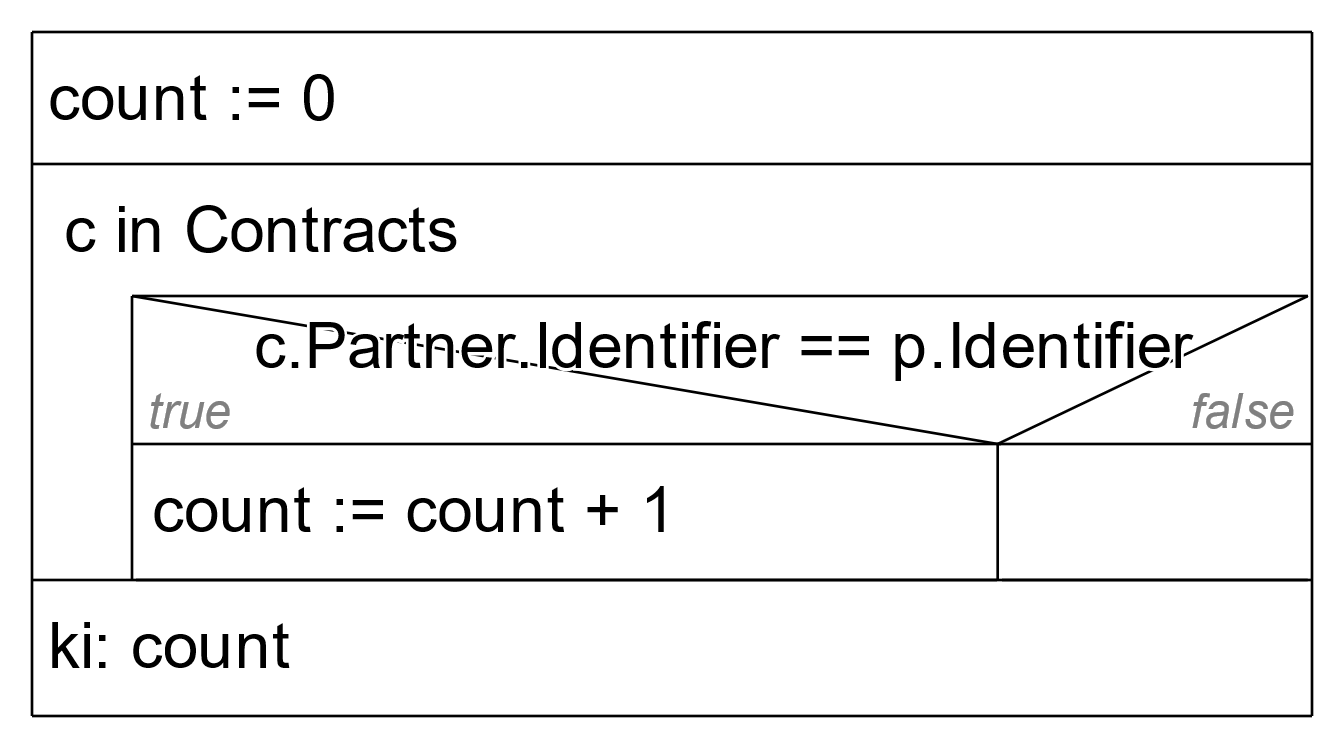 count := 0
c in Contracts
c.Partner.Identifier == p.Identifier
true
false
count := count + 1
ki: count